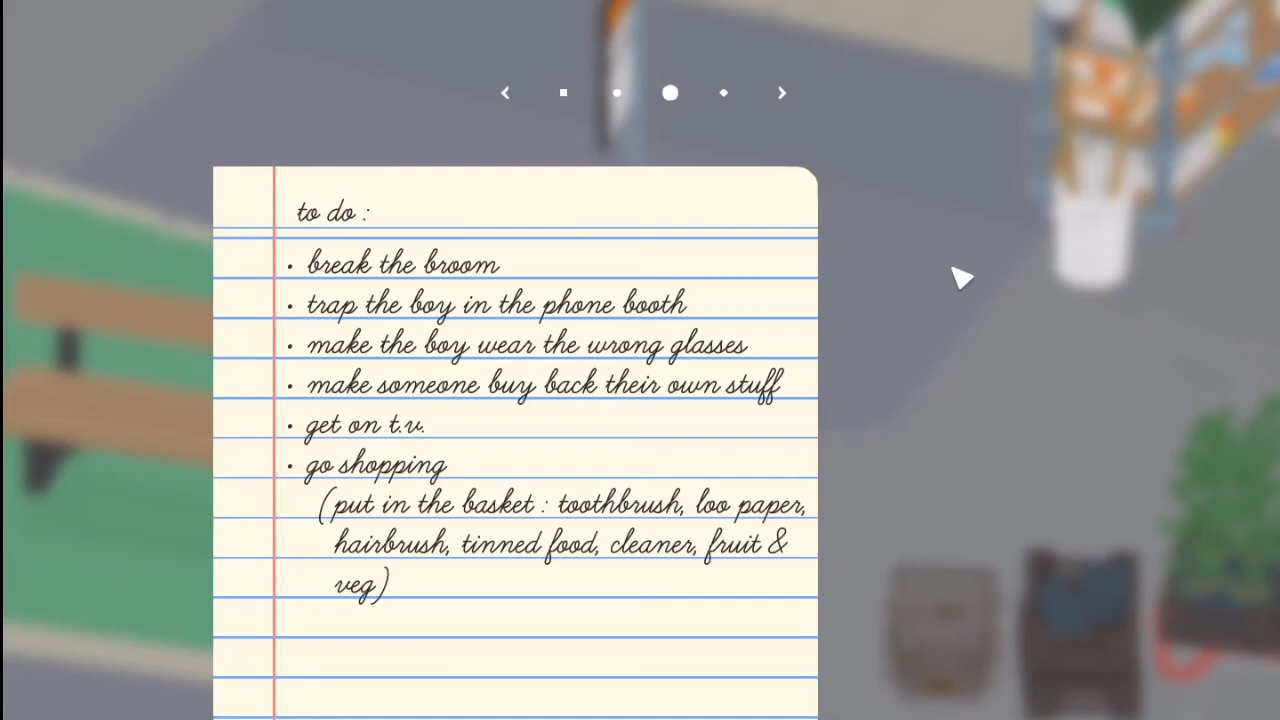 to do :
• break the broom
• trap the boy in the phone booth
• make the boy wear the wrong glasses
• make someone buy back their own stuff
• get on t.v.
• go shopping
(put in the basket : toothbrush, loo paper,
hairbrush, tinned food, cleaner, fruit &
veg)